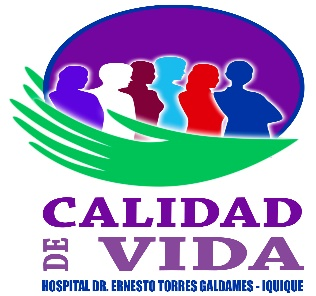 CALIDAD
DE VIDA
HOSPITAL DR. ERNESTO TORRES GALDAMES - IQUIQUE